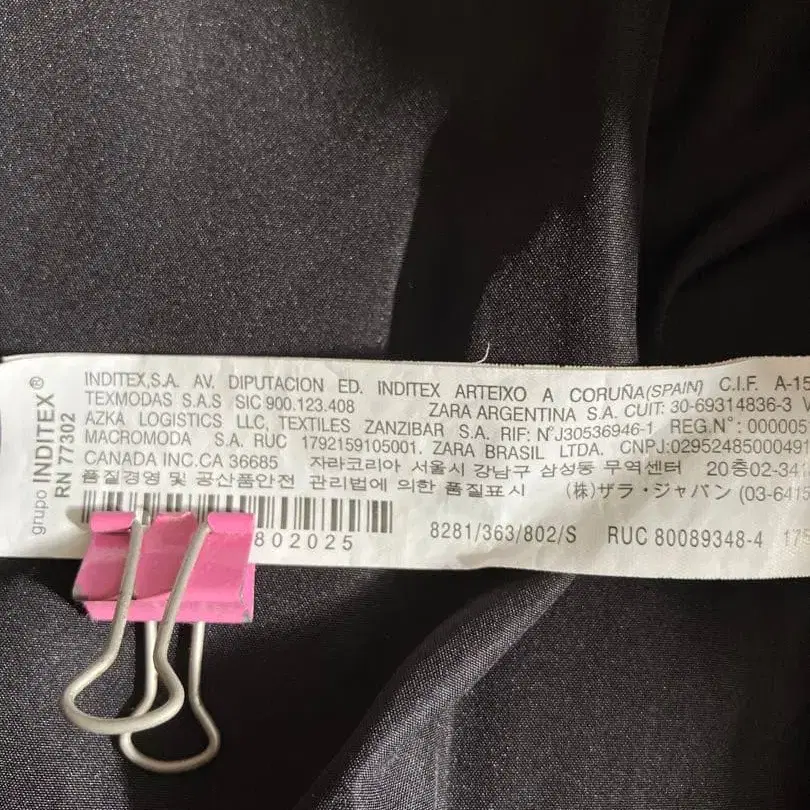 grupo INDITEX®
RN 77302
INDITEX,S.A. AV. DIPUTACION ED. INDITEX ARTEIXO A CORUÑA(SPAIN) C.I.F. A-15
TEXMODAS S.A.S SIC 900.123.408 ZARA ARGENTINA S.A. CUIT: 30-69314836-3 V
AZKA LOGISTICS LLC, TEXTILES ZANZIBAR S.A. RIF: NºJ30536946-1 REG.Nº: 0000051
MACROMODA S.A. RUC 1792159105001. ZARA BRASIL LTDA. CNPJ:02952485000491
CANADA INC.CA 36685 자라코리아 서울시 강남구 삼성동 무역센터 20층02-341
품질경영 및 공산품안전 관리법에 의한 품질표시 (株)ザラ・ジャパン (03-6415
802025
8281/363/802/S RUC 80089348-4 175